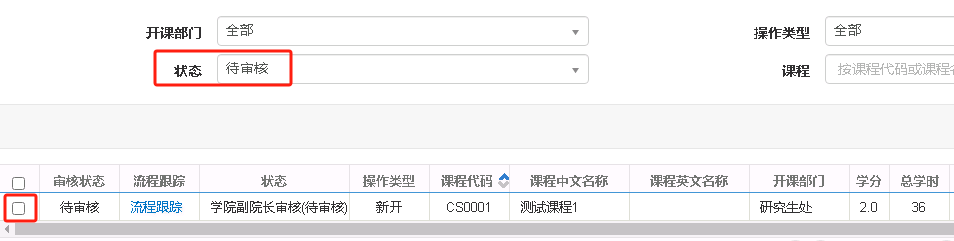 开课部门 全部 操作类型 全部
状态 待审核 课程 按课程代码或课程
审核状态 流程跟踪 状态 操作类型 课程代码 课程中文名称 课程英文名称 开课部门 学分 总学时
待审核 流程跟踪 学院副院长审核(待审核) 新开 CS0001 测试课程1 研究生处 2.0 36